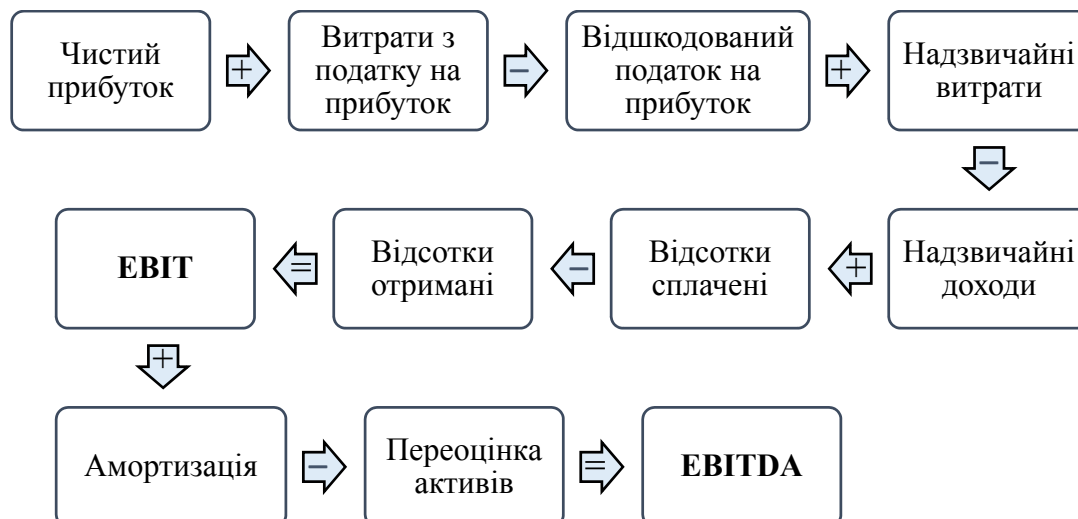 Чистий
прибуток
+
Витрати з
податку на
прибуток
−
Відшкодований
податок на
прибуток
+
Надзвичайні
витрати
−
Надзвичайні
доходи
+
Відсотки
сплачені
−
Відсотки
отримані
=
EBIT
+
Амортизація
−
Переоцінка
активів
=
EBITDA